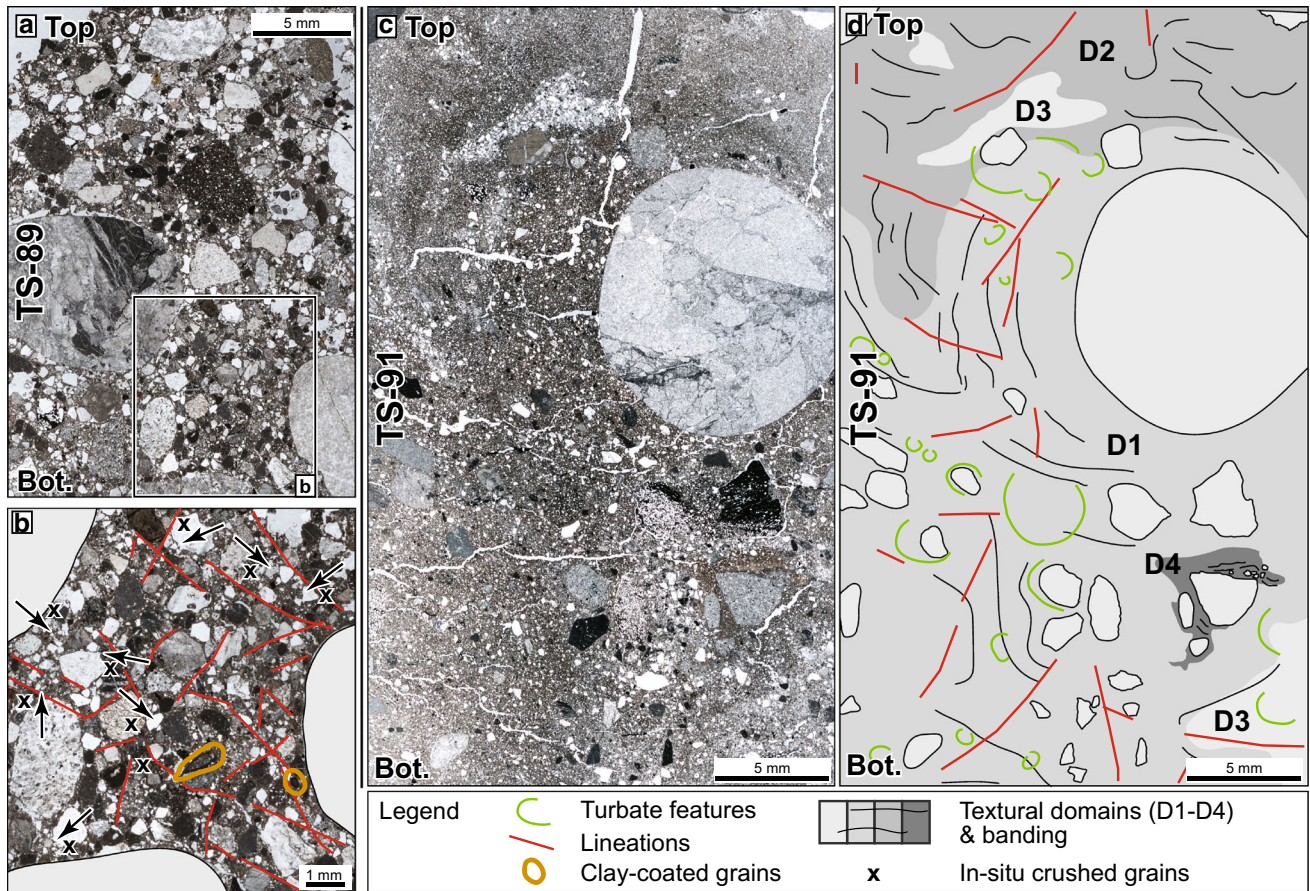 a Top
5 mm
TS-89
b
Bot.
b
x
x
x
x
x
x
x
x
x
1 mm
c Top
TS-91
Bot.
5 mm
d Top
D2
D3
TS-91
D1
D4
D3
Bot.
5 mm
Legend
Turbate features
Lineations
Clay-coated grains
Textural domains (D1-D4)
& banding
x In-situ crushed grains